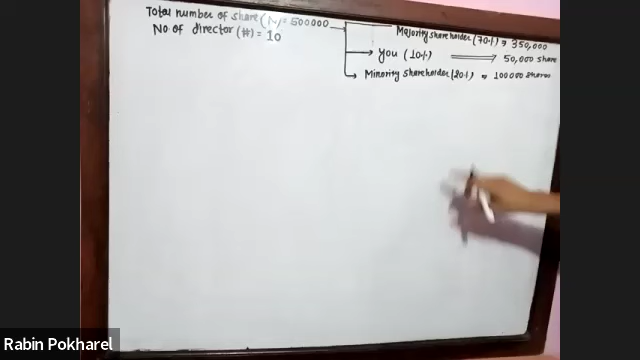 Total number of share (N) = 500000
No of director (#) = 10
Majority shareholder (70%) → 350,000
→ you (10%) ⟹ 50,000 share
→ Minority shareholder (20%) ⇒ 100000 shares
Rabin Pokharel